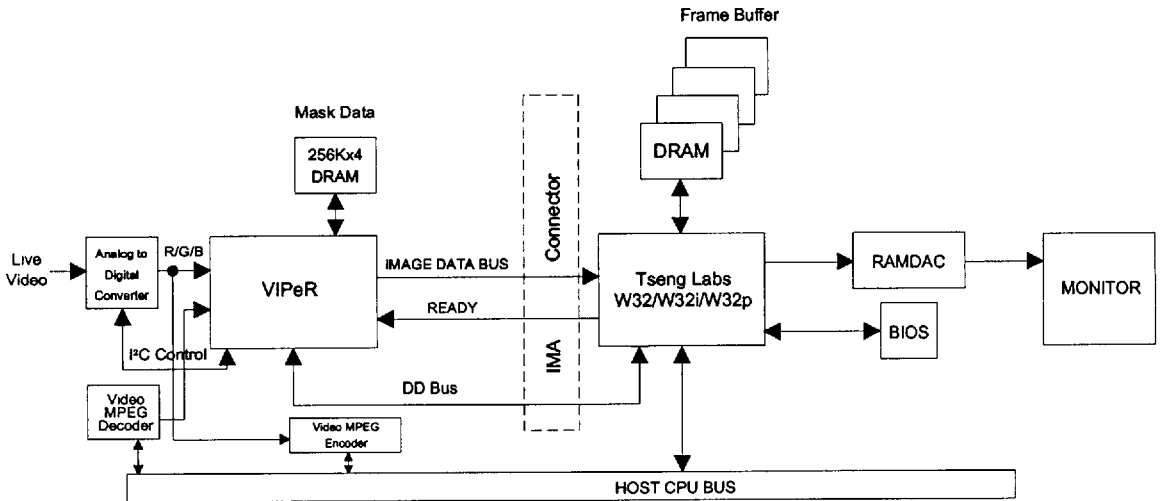 Frame Buffer
Mask Data
256Kx4
DRAM
DRAM
Connector
IMA
Live
Video
Analog to
Digital
Converter
R/G/B
VIPeR
IMAGE DATA BUS
READY
Tseng Labs
W32/W32i/W32p
RAMDAC
MONITOR
BIOS
I²C Control
DD Bus
Video
MPEG
Decoder
Video MPEG
Encoder
HOST CPU BUS